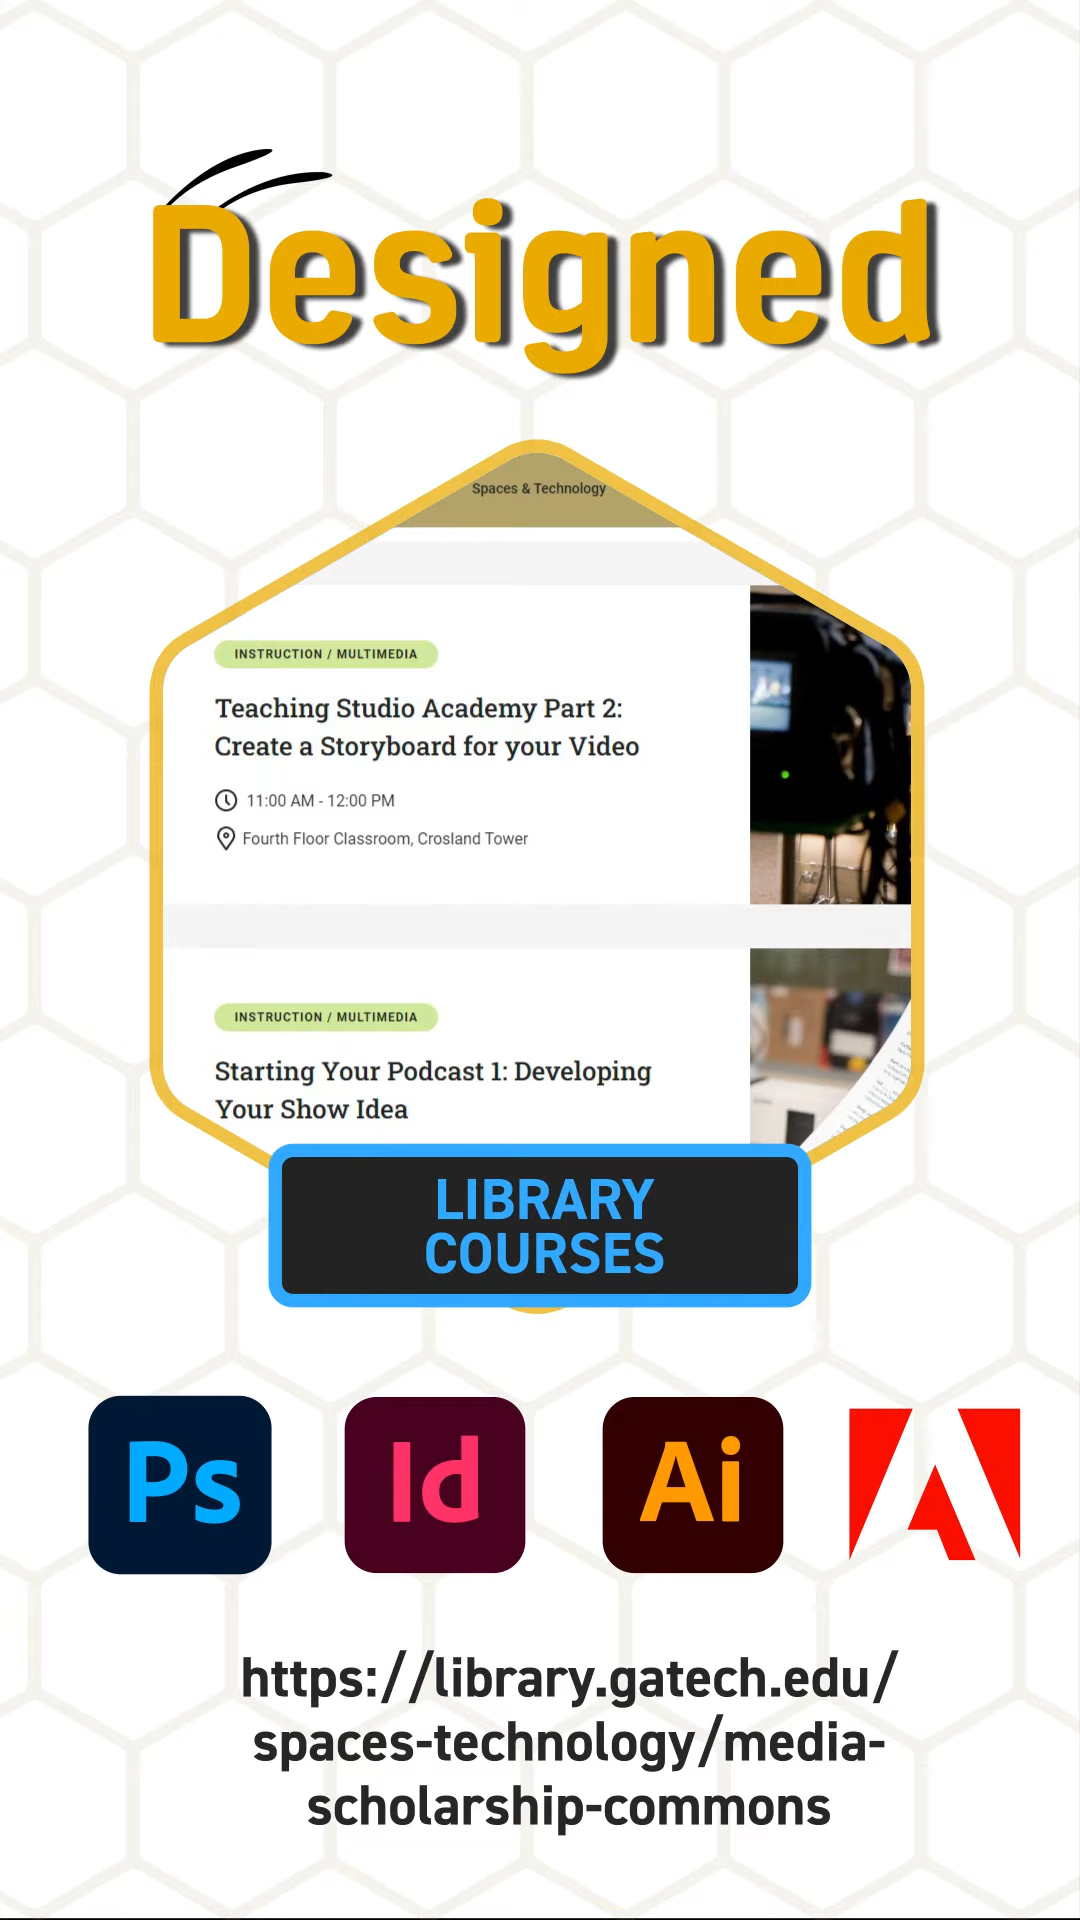 Designed
Spaces & Technology
INSTRUCTION / MULTIMEDIA
Teaching Studio Academy Part 2:
Create a Storyboard for your Video
11:00 AM - 12:00 PM
Fourth Floor Classroom, Crosland Tower
INSTRUCTION / MULTIMEDIA
Starting Your Podcast 1: Developing
Your Show Idea
LIBRARY
COURSES
Ps Id Ai
https://library.gatech.edu/
spaces-technology/media-
scholarship-commons